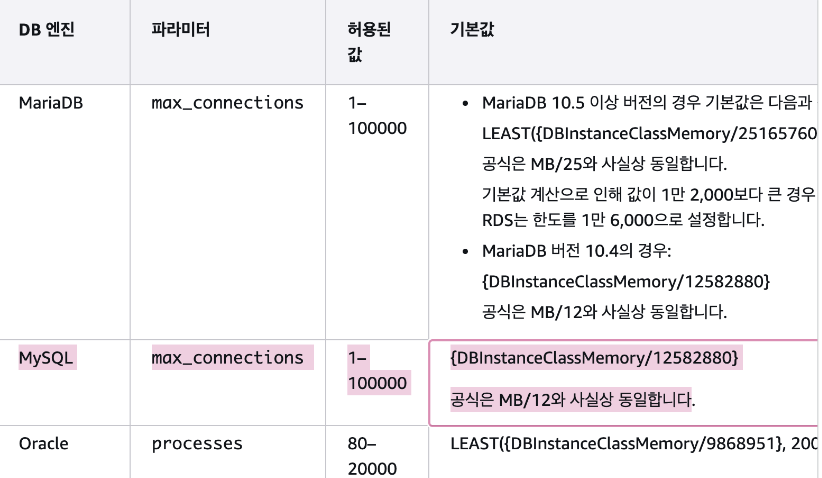 DB 엔진
파라미터
허용된
값
기본값
MariaDB
max_connections
1–
100000
• MariaDB 10.5 이상 버전의 경우 기본값은 다음과
LEAST({DBInstanceClassMemory/25165760
공식은 MB/25와 사실상 동일합니다.
기본값 계산으로 인해 값이 1만 2,000보다 큰 경우
RDS는 한도를 1만 6,000으로 설정합니다.
• MariaDB 버전 10.4의 경우:
{DBInstanceClassMemory/12582880}
공식은 MB/12와 사실상 동일합니다.
MySQL
max_connections
1–
100000
{DBInstanceClassMemory/12582880}
공식은 MB/12와 사실상 동일합니다.
Oracle
processes
80–
20000
LEAST({DBInstanceClassMemory/9868951}, 200